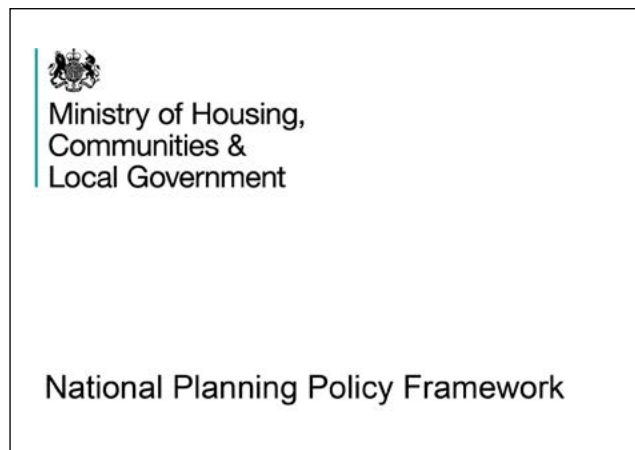 Ministry of Housing,
Communities &
Local Government
National Planning Policy Framework